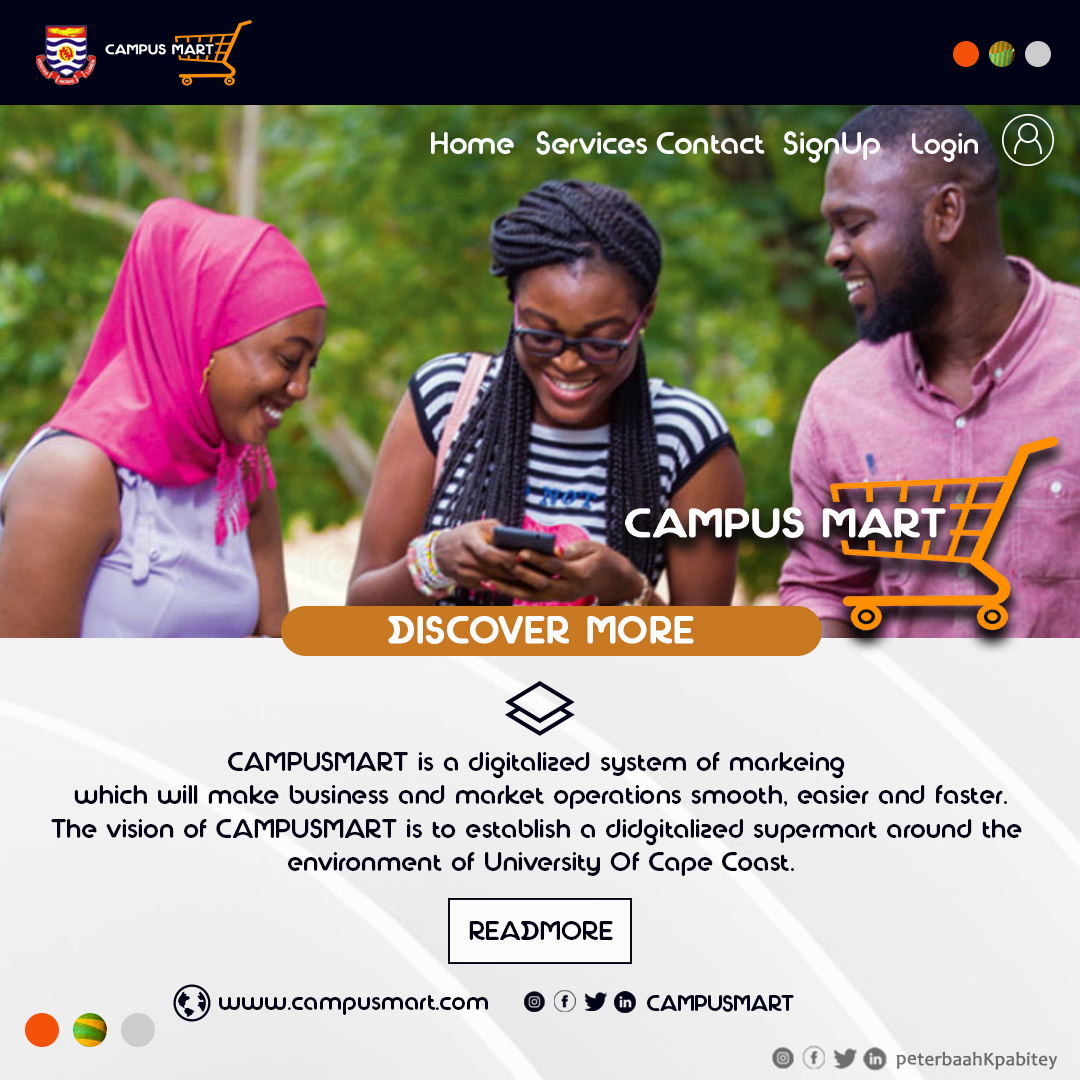 CAMPUS MART
Home Services Contact SignUp Login
CAMPUS MART
DISCOVER MORE
CAMPUSMART is a digitalized system of markeing
which will make business and market operations smooth, easier and faster.
The vision of CAMPUSMART is to establish a didgitalized supermart around the
environment of University Of Cape Coast.
READMORE
www.campusmart.com
CAMPUSMART
peterbaahKpabitey